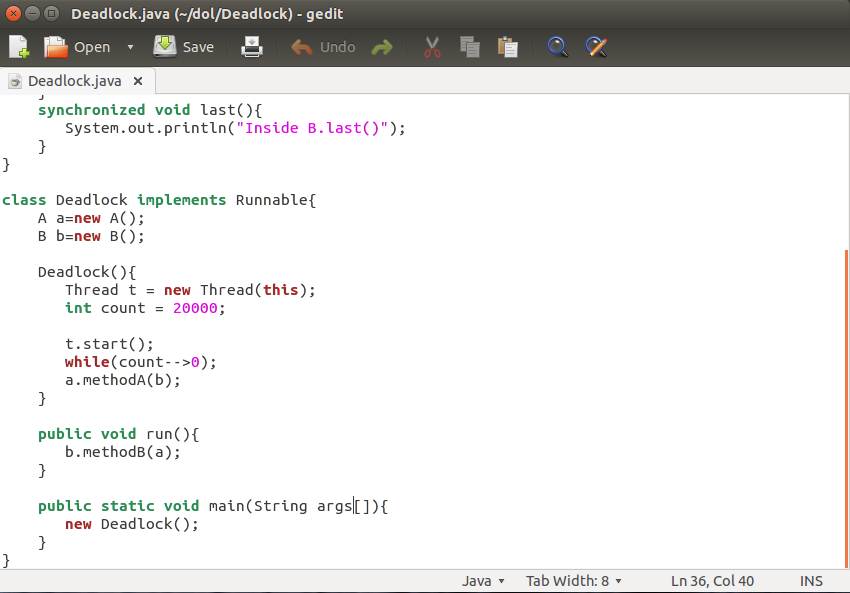 Deadlock.java (~/dol/Deadlock) - gedit
Open Save Undo
Deadlock.java
}
    synchronized void last(){
       System.out.println("Inside B.last()");
    }
}
class Deadlock implements Runnable{
    A a=new A();
    B b=new B();
    Deadlock(){
       Thread t = new Thread(this);
       int count = 20000;
       t.start();
       while(count-->0);
       a.methodA(b);
    }
    public void run(){
       b.methodB(a);
    }
    public static void main(String args[]){
       new Deadlock();
    }
}
Java Tab Width: 8 Ln 36, Col 40 INS